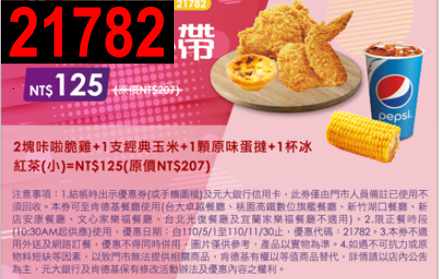 21782
21782
帶
NT$ 125 (原價NT$207)
pepsi
2塊咔啦脆雞+1支經典玉米+1顆原味蛋撻+1杯冰
紅茶(小)=NT$125(原價NT$207)
注意事項：1.結帳時出示優惠券(或手機圖檔)及元大銀行信用卡，此券僅由門市人員備註已使用不
須回收。本券可至肯德基餐廳使用(台大卓越餐廳、桃園高鐵數位旗艦餐廳、新竹湖口餐廳、新
店安康餐廳、文心家樂福餐廳、台北光復餐廳及宜蘭家樂福餐廳不適用)。2.限正餐時段
(10:30AM起供應)使用，優惠日期：自110/5/1至110/11/30止，優惠代碼：21782。3.本券不適
用外送及網路訂餐，優惠不得同時併用，圖片僅供參考，產品以實物為準。4.如遇不可抗力或原
物料短缺等因素，以致門市無法提供相關商品，肯德基有權以等值商品替代，詳情請以店內公告
為主，元大銀行及肯德基保有修改活動辦法及優惠內容之權利。